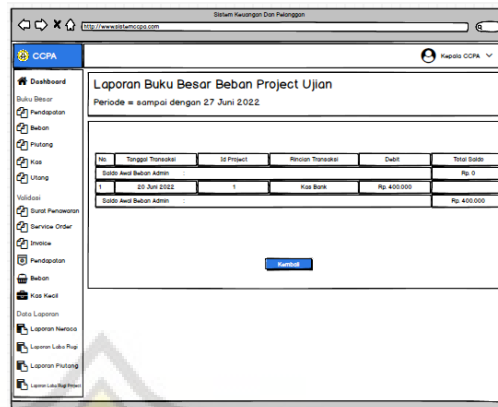 Sistem Keuangan Dan Pelanggan
http://www.sistemccpa.com
CCPA
Kepala CCPA
Dashboard
Buku Besar
Pendapatan
Beban
Piutang
Kas
Utang
Validasi
Surat Penawaran
Service Order
Invoice
Pendapatan
Beban
Kas Kecil
Data Laporan
Laporan Neraca
Laporan Laba Rugi
Laporan Piutang
Laporan Laba Rugi Project
Laporan Buku Besar Beban Project Ujian
Periode = sampai dengan 27 Juni 2022
No Tanggal Transaksi Id Project Rincian Transaksi Debit Total Saldo
Saldo Awal Beban Admin : Rp. 0
1 20 Juni 2022 1 Kas Bank Rp. 400.000
Saldo Awal Beban Admin : Rp. 400.000
Kembali